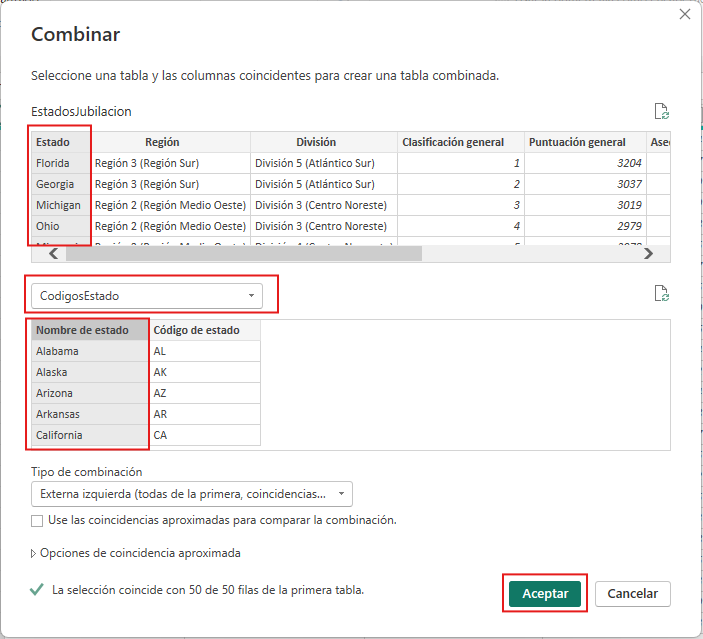 Combinar
Seleccione una tabla y las columnas coincidentes para crear una tabla combinada.
EstadosJubilacion
Estado Región División Clasificación general Puntuación general
Florida Región 3 (Región Sur) División 5 (Atlántico Sur) 1 3204
Georgia Región 3 (Región Sur) División 5 (Atlántico Sur) 2 3037
Michigan Región 2 (Región Medio Oeste) División 3 (Centro Noreste) 3 3019
Ohio Región 2 (Región Medio Oeste) División 3 (Centro Noreste) 4 2979
CodigosEstado
Nombre de estado Código de estado
Alabama AL
Alaska AK
Arizona AZ
Arkansas AR
California CA
Tipo de combinación
Externa izquierda (todas de la primera, coincidencias...
Use las coincidencias aproximadas para comparar la combinación.
Opciones de coincidencia aproximada
La selección coincide con 50 de 50 filas de la primera tabla.
Aceptar Cancelar